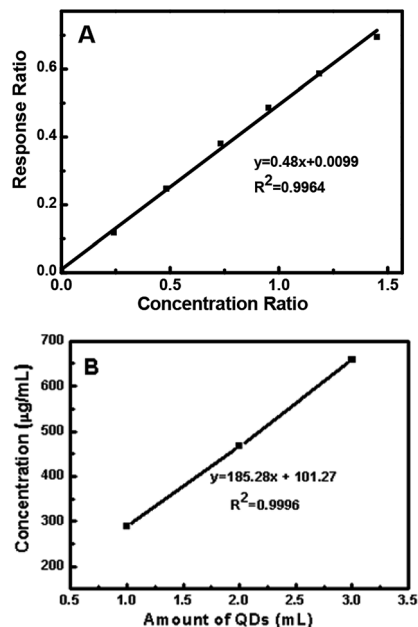 A
Response Ratio
0.6
0.4
0.2
0.0
y=0.48x+0.0099
R2=0.9964
0.0 0.5 1.0 1.5
Concentration Ratio
B
Concentration (µg/mL)
700
600
500
400
300
200
y=185.28x + 101.27
R2=0.9996
0.5 1.0 1.5 2.0 2.5 3.0 3.5
Amount of QDs (mL)